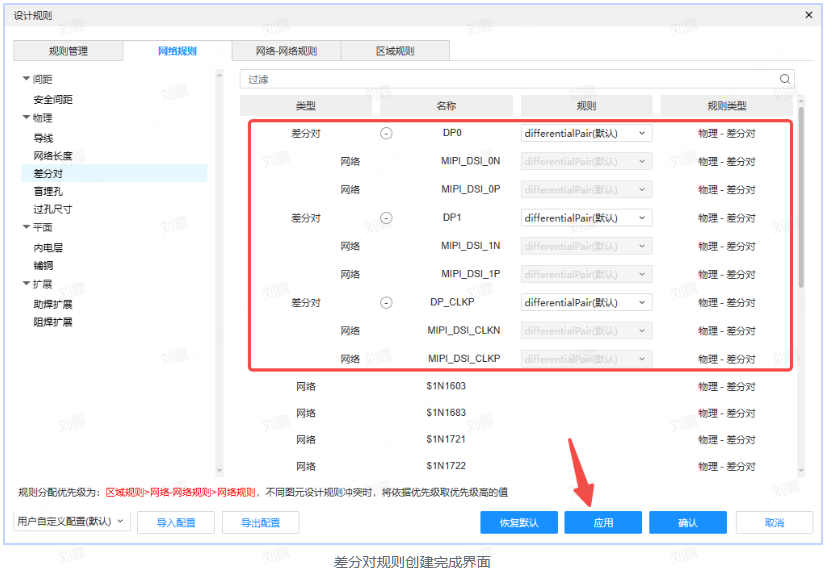 设计规则
规则管理 网络规则 网络-网络规则 区域规则
间距
安全间距
物理
导线
网络长度
差分对
盲埋孔
过孔尺寸
平面
内电层
铺铜
扩展
助焊扩展
阻焊扩展
过滤
类型 名称 规则 规则类型
差分对 DP0 differentialPair(默认) 物理 - 差分对
网络 MIPI_DSI_0N differentialPair(默认) 物理 - 差分对
网络 MIPI_DSI_0P differentialPair(默认) 物理 - 差分对
差分对 DP1 differentialPair(默认) 物理 - 差分对
网络 MIPI_DSI_1N differentialPair(默认) 物理 - 差分对
网络 MIPI_DSI_1P differentialPair(默认) 物理 - 差分对
差分对 DP_CLKP differentialPair(默认) 物理 - 差分对
网络 MIPI_DSI_CLKN differentialPair(默认) 物理 - 差分对
网络 MIPI_DSI_CLKP differentialPair(默认) 物理 - 差分对
网络 $1N1603 物理 - 差分对
网络 $1N1683 物理 - 差分对
网络 $1N1721 物理 - 差分对
网络 $1N1722 物理 - 差分对
规则分配优先级为：区域规则>网络-网络规则>网络规则，不同图元设计规则冲突时，将依据优先级取优先级高的值
用户自定义配置(默认) 导入配置 导出配置 恢复默认 应用 确认 取消
差分对规则创建完成界面